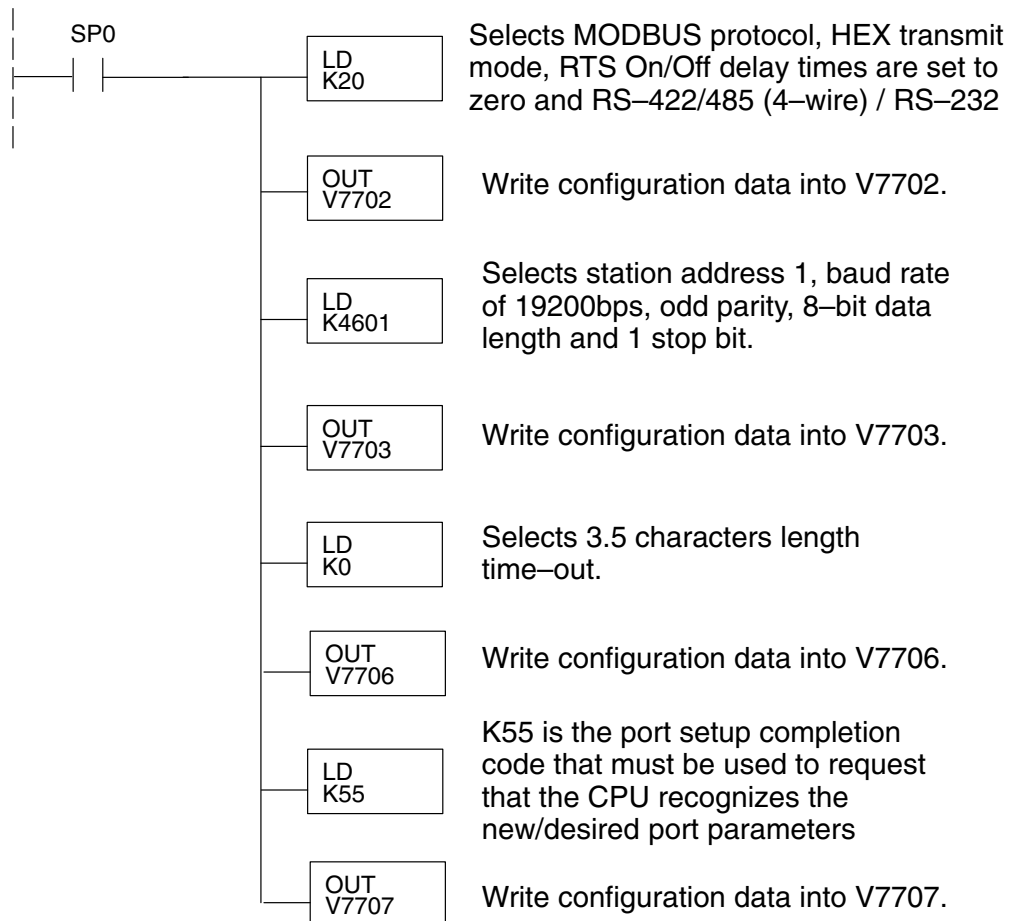 SP0
LD
K20
Selects MODBUS protocol, HEX transmit
mode, RTS On/Off delay times are set to
zero and RS–422/485 (4–wire) / RS–232
OUT
V7702
Write configuration data into V7702.
LD
K4601
Selects station address 1, baud rate
of 19200bps, odd parity, 8–bit data
length and 1 stop bit.
OUT
V7703
Write configuration data into V7703.
LD
K0
Selects 3.5 characters length
time–out.
OUT
V7706
Write configuration data into V7706.
LD
K55
K55 is the port setup completion
code that must be used to request
that the CPU recognizes the
new/desired port parameters
OUT
V7707
Write configuration data into V7707.